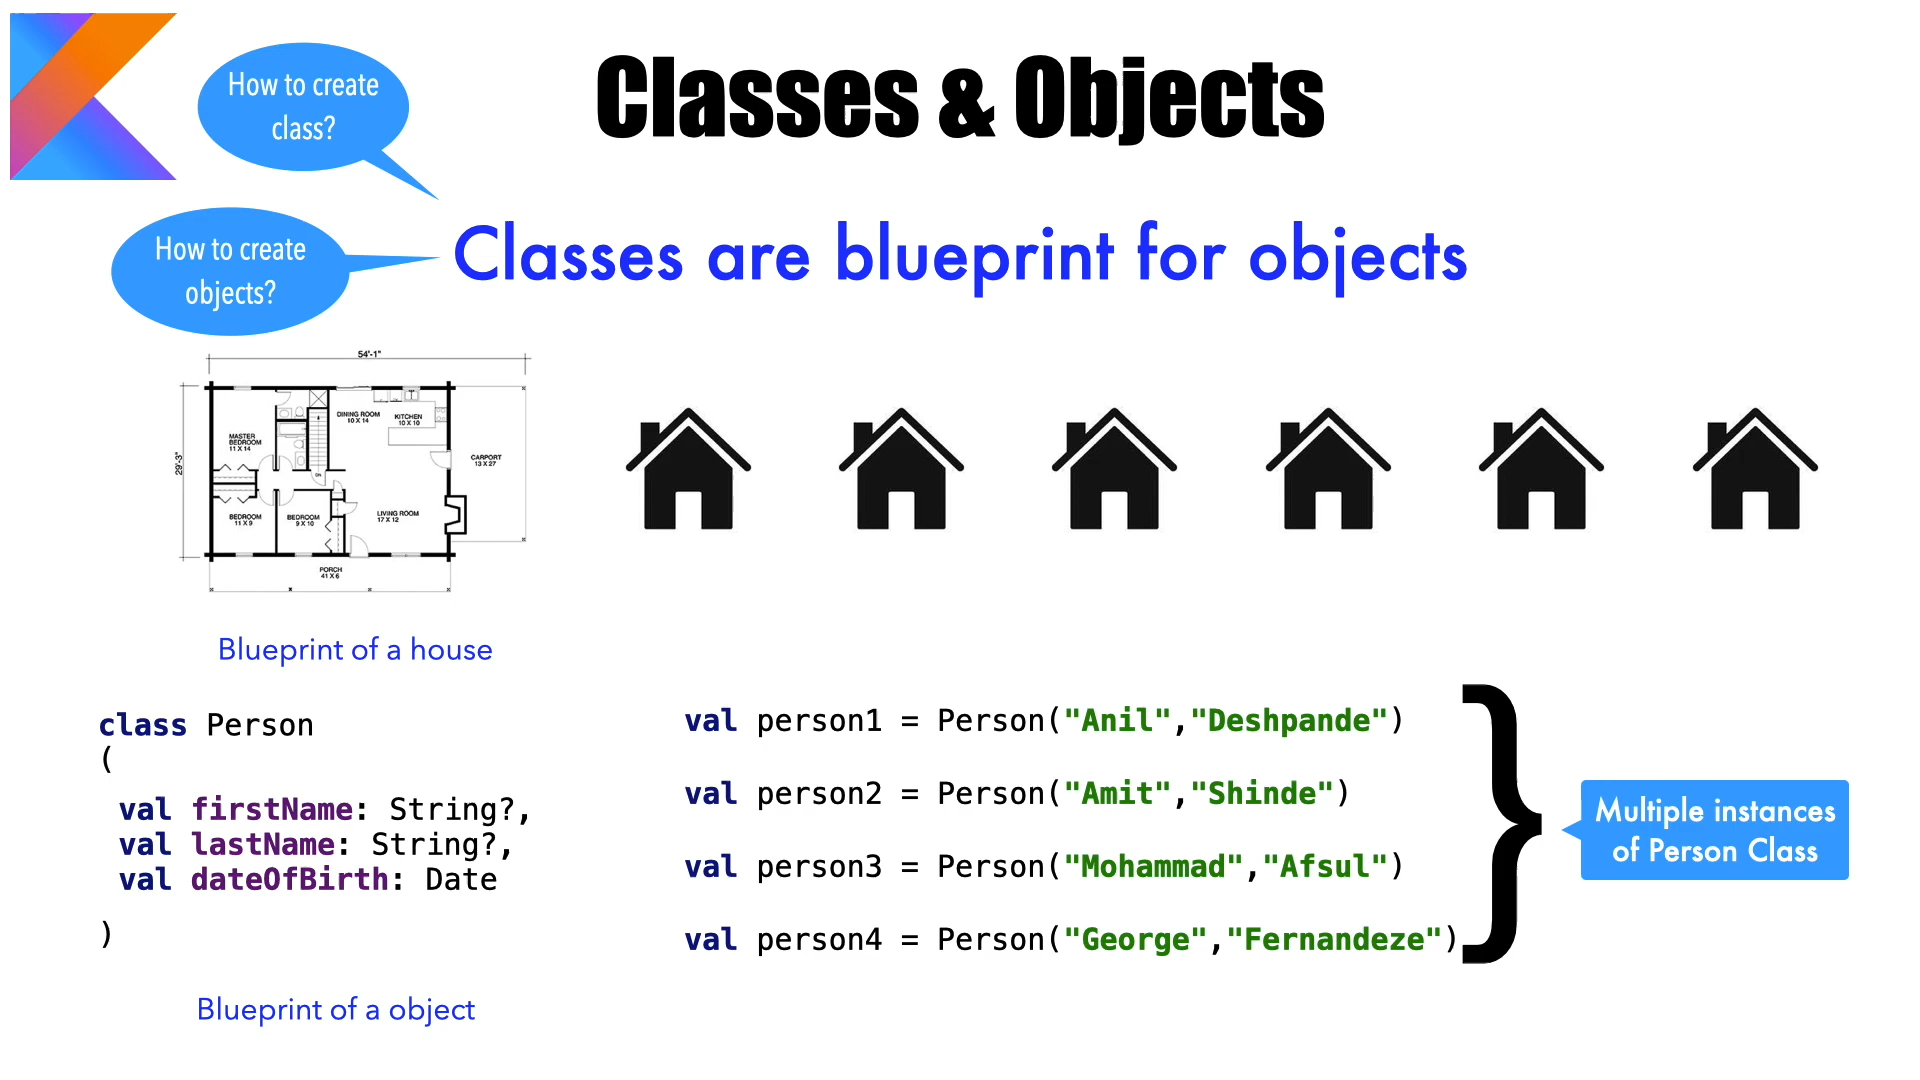 How to create
class?
Classes & Objects
How to create
objects?
Classes are blueprint for objects
54'-1"
29'-3"
MASTER
BEDROOM
11 X 14
DINING ROOM
10 X 14
KITCHEN
10 X 10
CARPORT
13 X 27
BEDROOM
11 X 9
BEDROOM
9 X 10
LIVING ROOM
17 X 12
PORCH
41 X 6
Blueprint of a house
class Person
(
val firstName: String?,
val lastName: String?,
val dateOfBirth: Date
)
Blueprint of a object
val person1 = Person("Anil","Deshpande")
val person2 = Person("Amit","Shinde")
val person3 = Person("Mohammad","Afsul")
val person4 = Person("George","Fernandeze")
}
Multiple instances
of Person Class